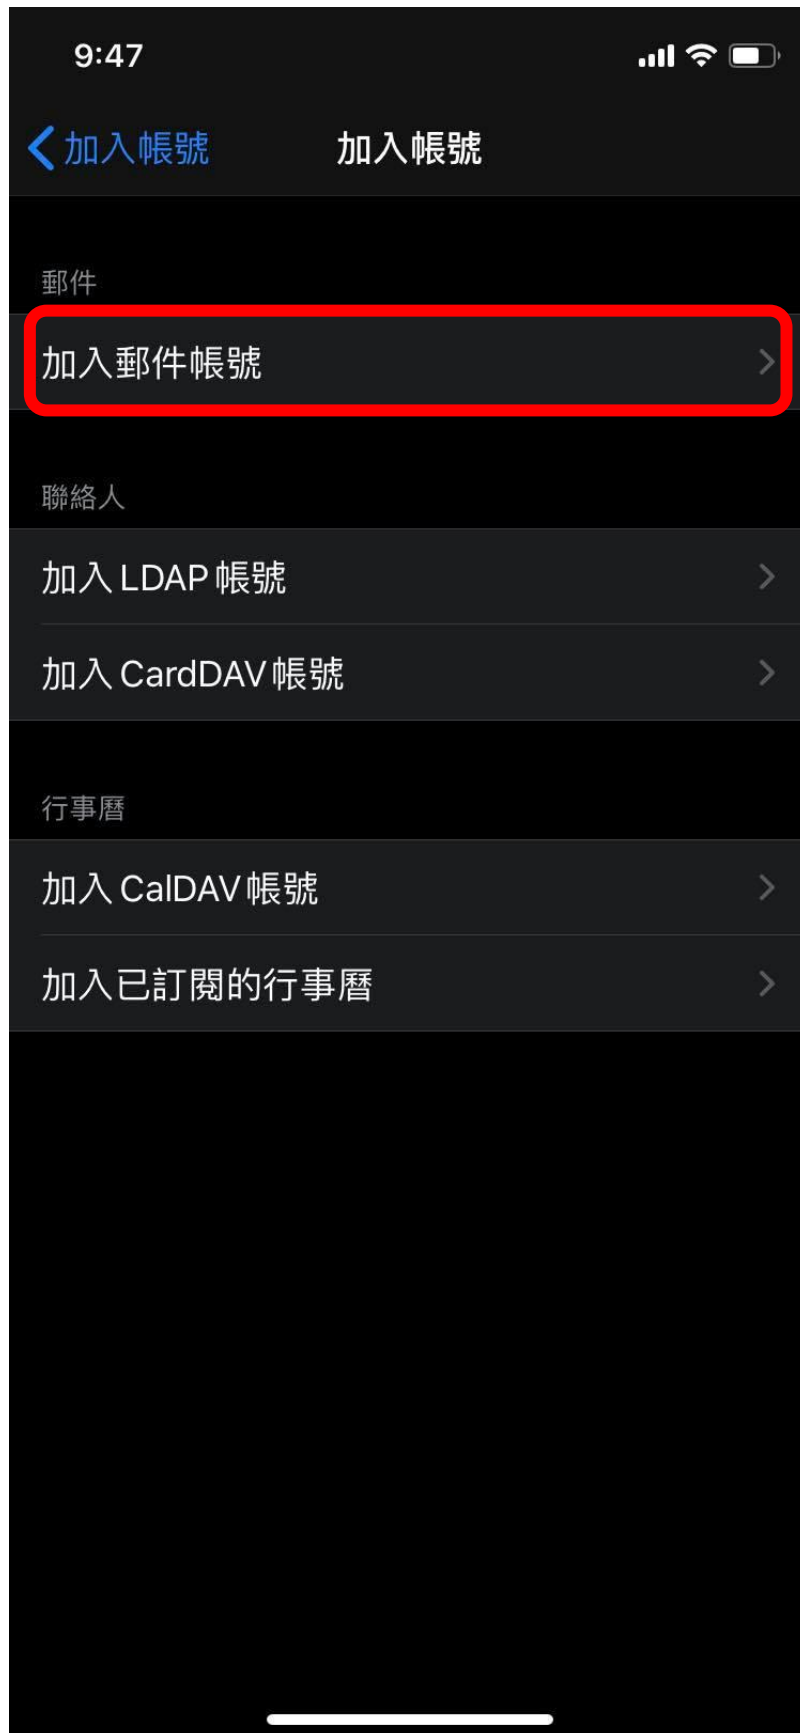 9:47
加入帳號
加入帳號
郵件
加入郵件帳號
聯絡人
加入 LDAP 帳號
加入 CardDAV 帳號
行事曆
加入 CalDAV 帳號
加入已訂閱的行事曆